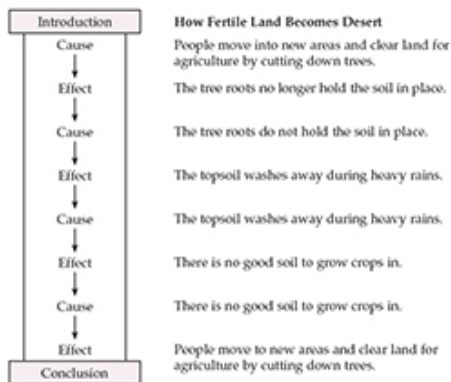 Introduction How Fertile Land Becomes Desert
Cause People move into new areas and clear land for
agriculture by cutting down trees.
Effect The tree roots no longer hold the soil in place.
Cause The tree roots do not hold the soil in place.
Effect The topsoil washes away during heavy rains.
Cause The topsoil washes away during heavy rains.
Effect There is no good soil to grow crops in.
Cause There is no good soil to grow crops in.
Effect People move to new areas and clear land for
agriculture by cutting down trees.
Conclusion